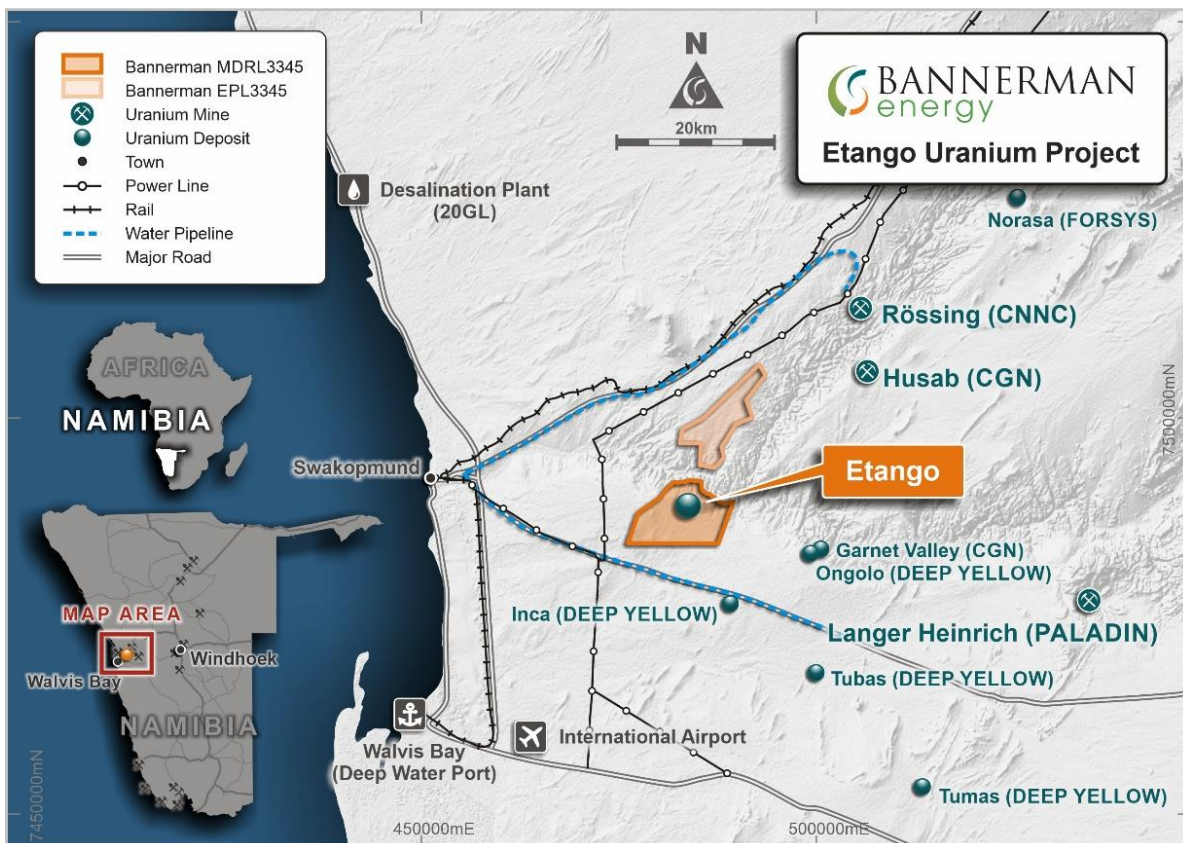 Bannerman MDRL3345
Bannerman EPL3345
Uranium Mine
Uranium Deposit
Town
Power Line
Rail
Water Pipeline
Major Road
N
20km
BANNERMAN
energy
Etango Uranium Project
Desalination Plant
(20GL)
Norasa (FORSYS)
Rössing (CNNC)
Husab (CGN)
AFRICA
NAMIBIA
Swakopmund
Etango
7500000mN
Garnet Valley (CGN)
Ongolo (DEEP YELLOW)
Inca (DEEP YELLOW)
Langer Heinrich (PALADIN)
Tubas (DEEP YELLOW)
MAP AREA
Windhoek
Walvis Bay
NAMIBIA
Walvis Bay
(Deep Water Port)
International Airport
Tumas (DEEP YELLOW)
7450000mN
450000mE
500000mE